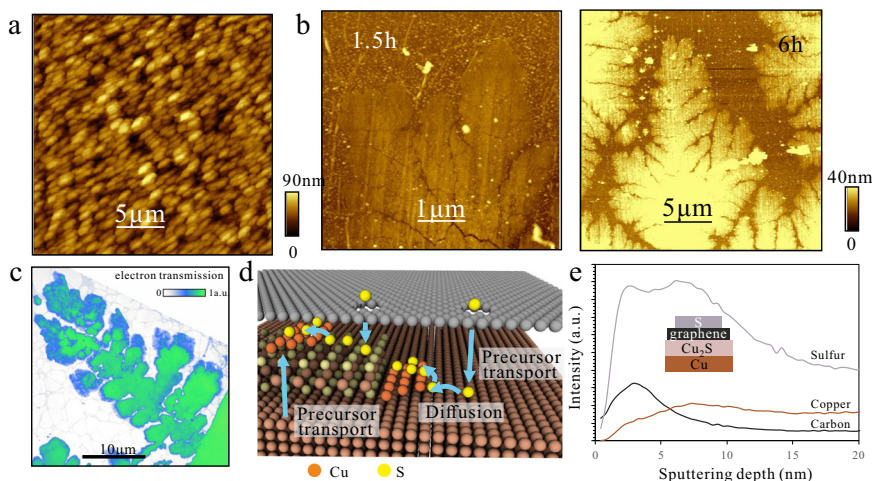 a
5μm
90nm
0
b
1.5h
1μm
6h
5μm
40nm
0
c
electron transmission
0
1a.u.
10μm
d
Precursor
transport
Precursor
transport
Diffusion
Cu
S
e
Intensity (a.u.)
S
graphene
Cu₂S
Cu
Sulfur
Copper
Carbon
0
5
10
15
20
Sputtering depth (nm)